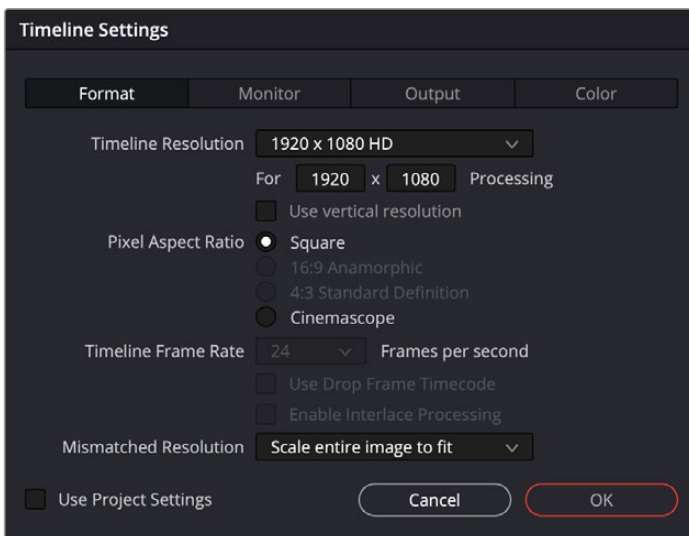 Timeline Settings
Format Monitor Output Color
Timeline Resolution 1920 x 1080 HD
For 1920 x 1080 Processing
Use vertical resolution
Pixel Aspect Ratio Square
16:9 Anamorphic
4:3 Standard Definition
Cinemascope
Timeline Frame Rate 24 Frames per second
Use Drop Frame Timecode
Enable Interlace Processing
Mismatched Resolution Scale entire image to fit
Use Project Settings Cancel OK